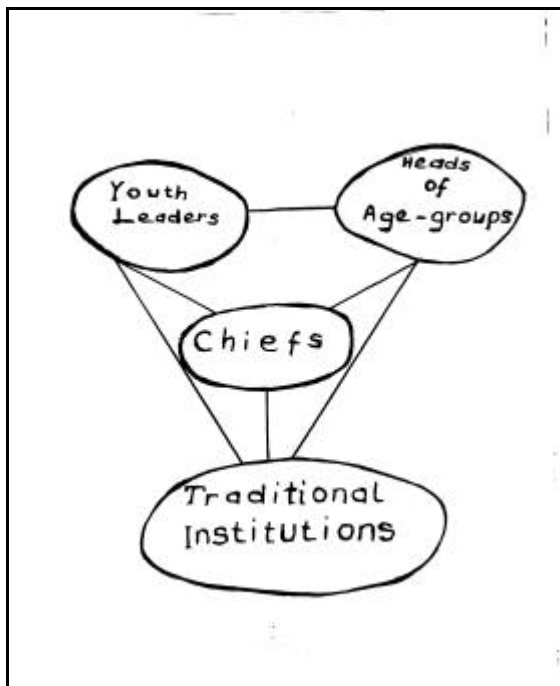 Youth
Leaders
Heads
of
Age-groups
Chiefs
Traditional
Institutions